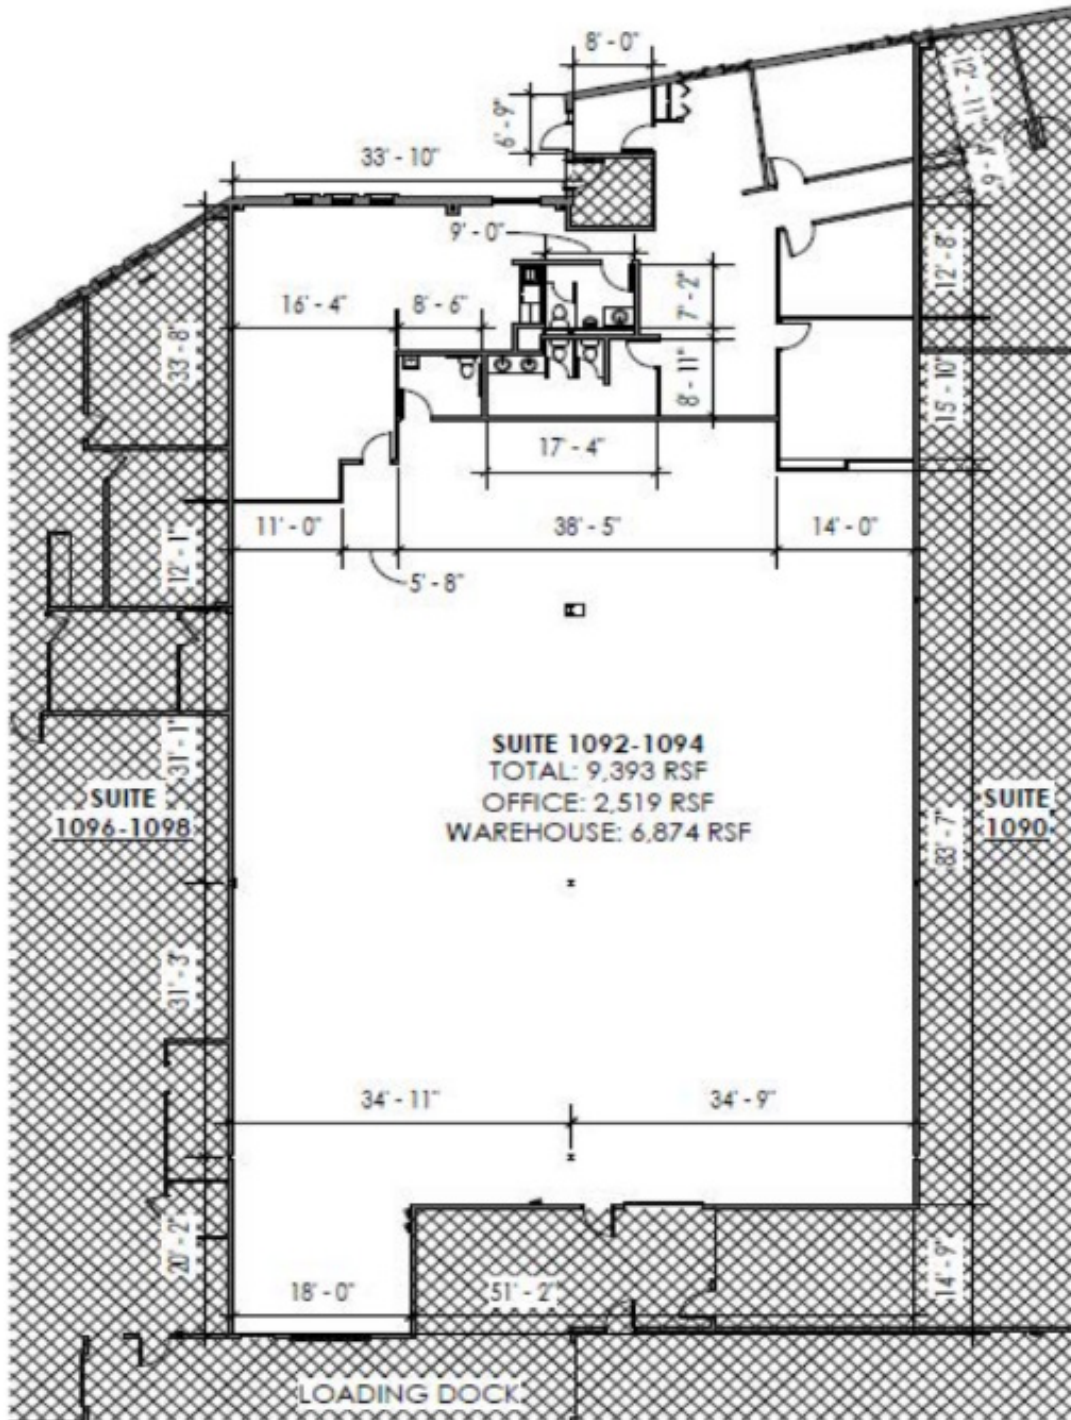 8' - 0"
6' - 9"
33' - 10"
12' - 11"
9' - 4"
9' - 0"
12' - 8"
7' - 2"
16' - 4"
8' - 6"
33' - 8"
8' - 11"
15' - 10"
17' - 4"
11' - 0"
38' - 5"
14' - 0"
12' - 1"
5' - 8"
SUITE 1092-1094
TOTAL: 9,393 RSF
OFFICE: 2,519 RSF
WAREHOUSE: 6,874 RSF
31' - 1"
SUITE
1096-1098
SUITE
1090
83' - 7"
31' - 3"
34' - 11"
34' - 9"
20' - 2"
18' - 0"
51' - 2"
14' - 9"
LOADING DOCK